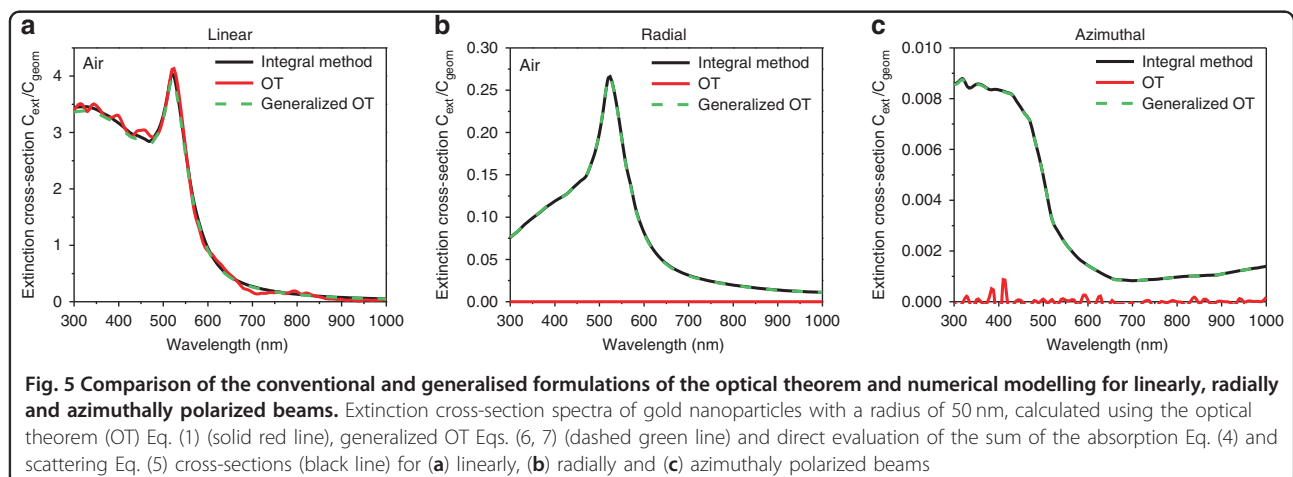 a
Linear
Extinction cross-section C_ext/C_geom
4
3
2
1
0
Air
Integral method
OT
Generalized OT
300 400 500 600 700 800 900 1000
Wavelength (nm)
b
Radial
Extinction cross-section C_ext/C_geom
0.30
0.25
0.20
0.15
0.10
0.05
0.00
Air
Integral method
OT
Generalized OT
300 400 500 600 700 800 900 1000
Wavelength (nm)
c
Azimuthal
Extinction cross-section C_ext/C_geom
0.010
0.008
0.006
0.004
0.002
0.000
Integral method
OT
Generalized OT
300 400 500 600 700 800 900 1000
Wavelength (nm)
Fig. 5 Comparison of the conventional and generalised formulations of the optical theorem and numerical modelling for linearly, radially
and azimuthally polarized beams. Extinction cross-section spectra of gold nanoparticles with a radius of 50 nm, calculated using the optical
theorem (OT) Eq. (1) (solid red line), generalized OT Eqs. (6, 7) (dashed green line) and direct evaluation of the sum of the absorption Eq. (4) and
scattering Eq. (5) cross-sections (black line) for (a) linearly, (b) radially and (c) azimuthaly polarized beams